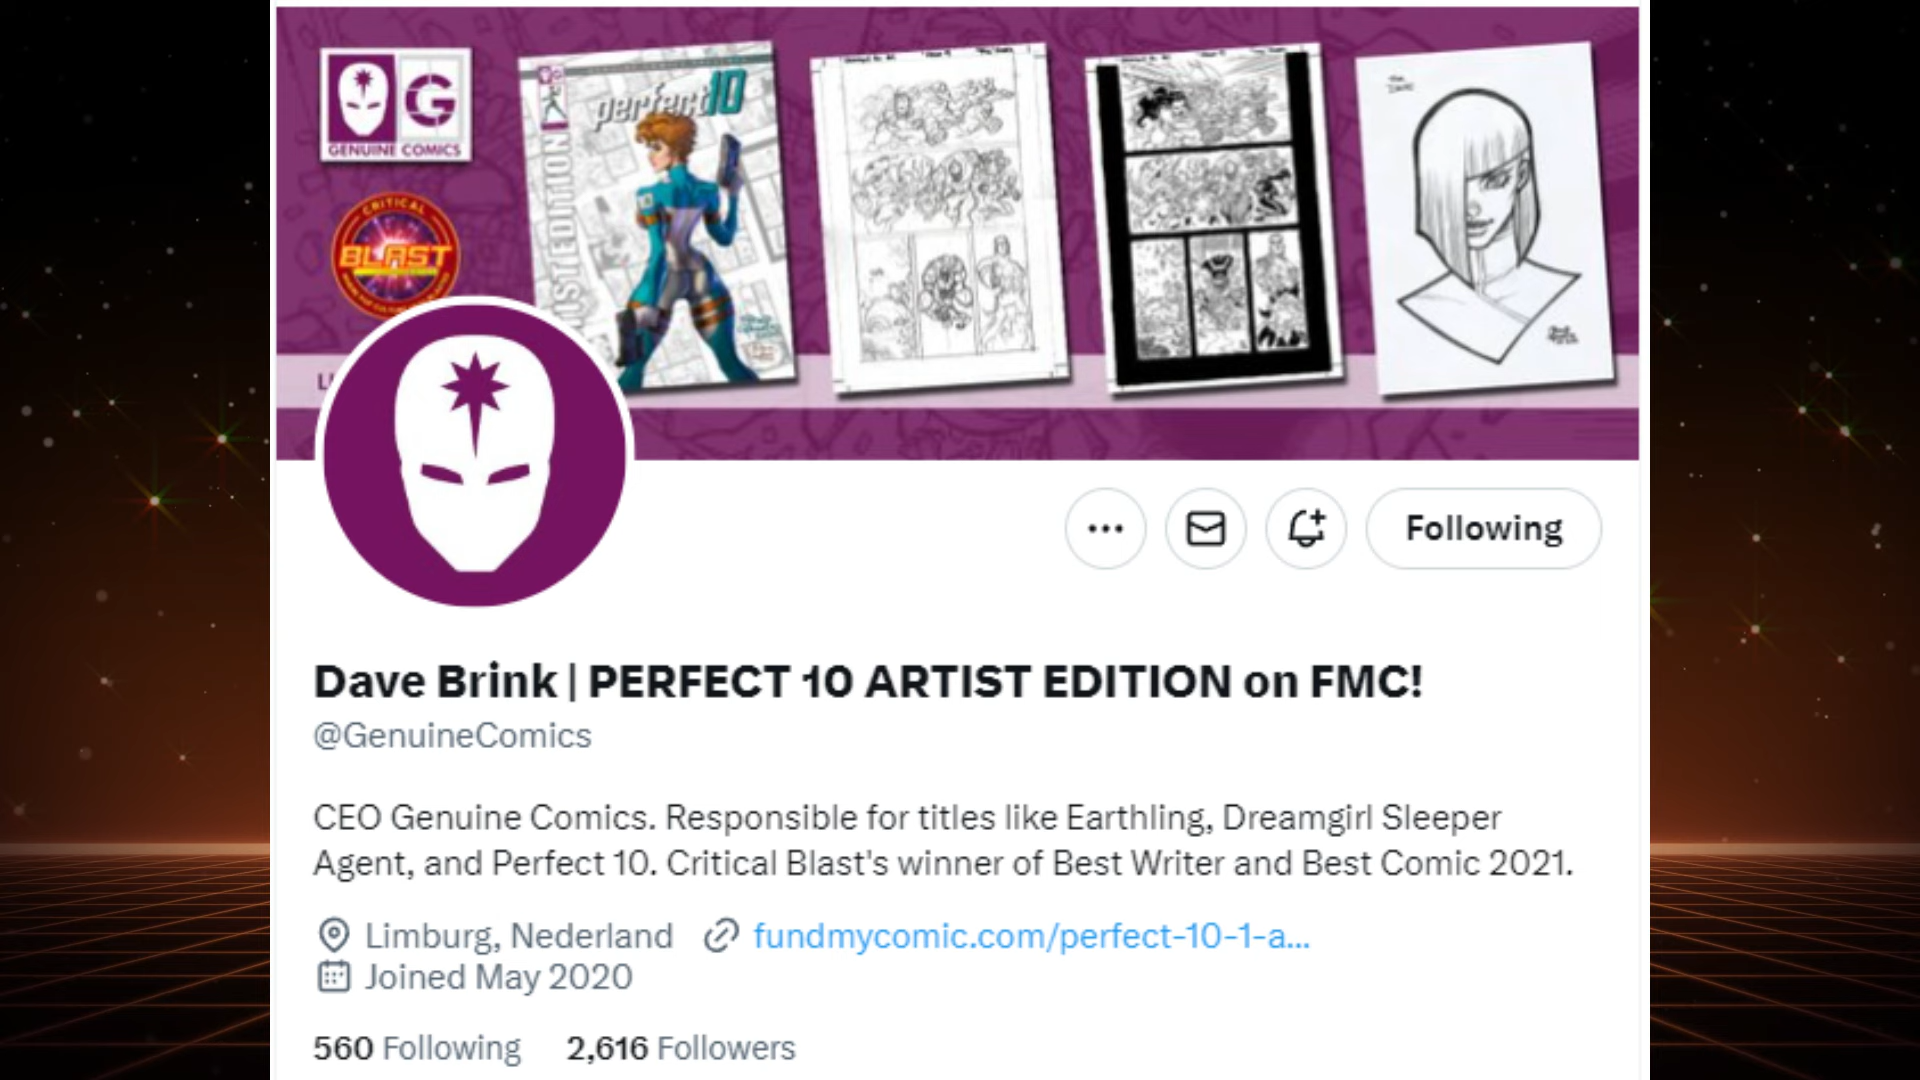 GENUINE COMICS
G
CRITICAL
BLAST
perfect 10
Dave Brink | PERFECT 10 ARTIST EDITION on FMC!
@GenuineComics
Following
CEO Genuine Comics. Responsible for titles like Earthling, Dreamgirl Sleeper
Agent, and Perfect 10. Critical Blast's winner of Best Writer and Best Comic 2021.
Limburg, Nederland fundmycomic.com/perfect-10-1-a...
Joined May 2020
560 Following 2,616 Followers